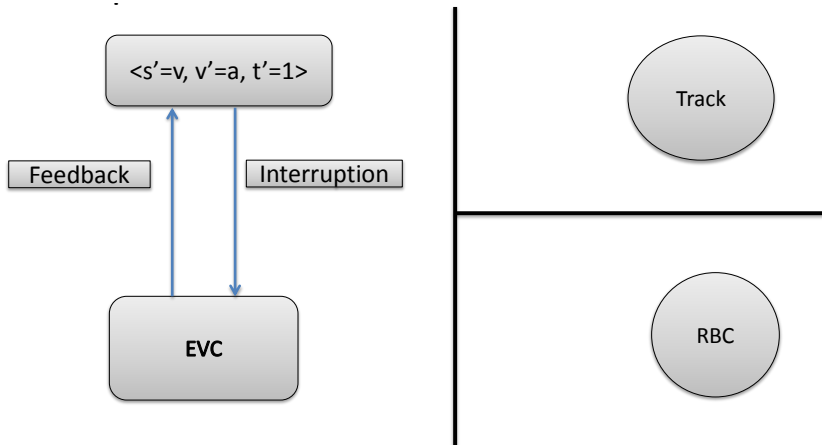 <s’=v, v’=a, t’=1>
Track
Feedback
Interruption
EVC
RBC